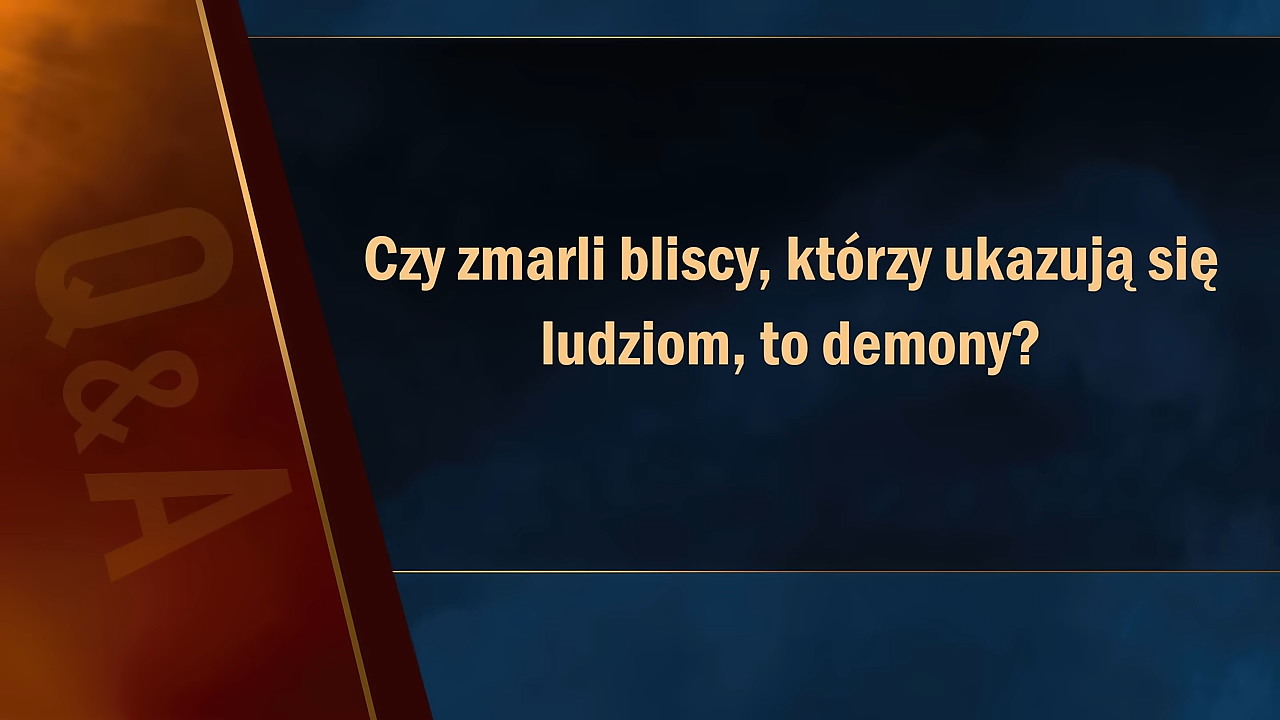 Q & A
Czy zmarli bliscy, którzy ukazują się
ludziom, to demony?